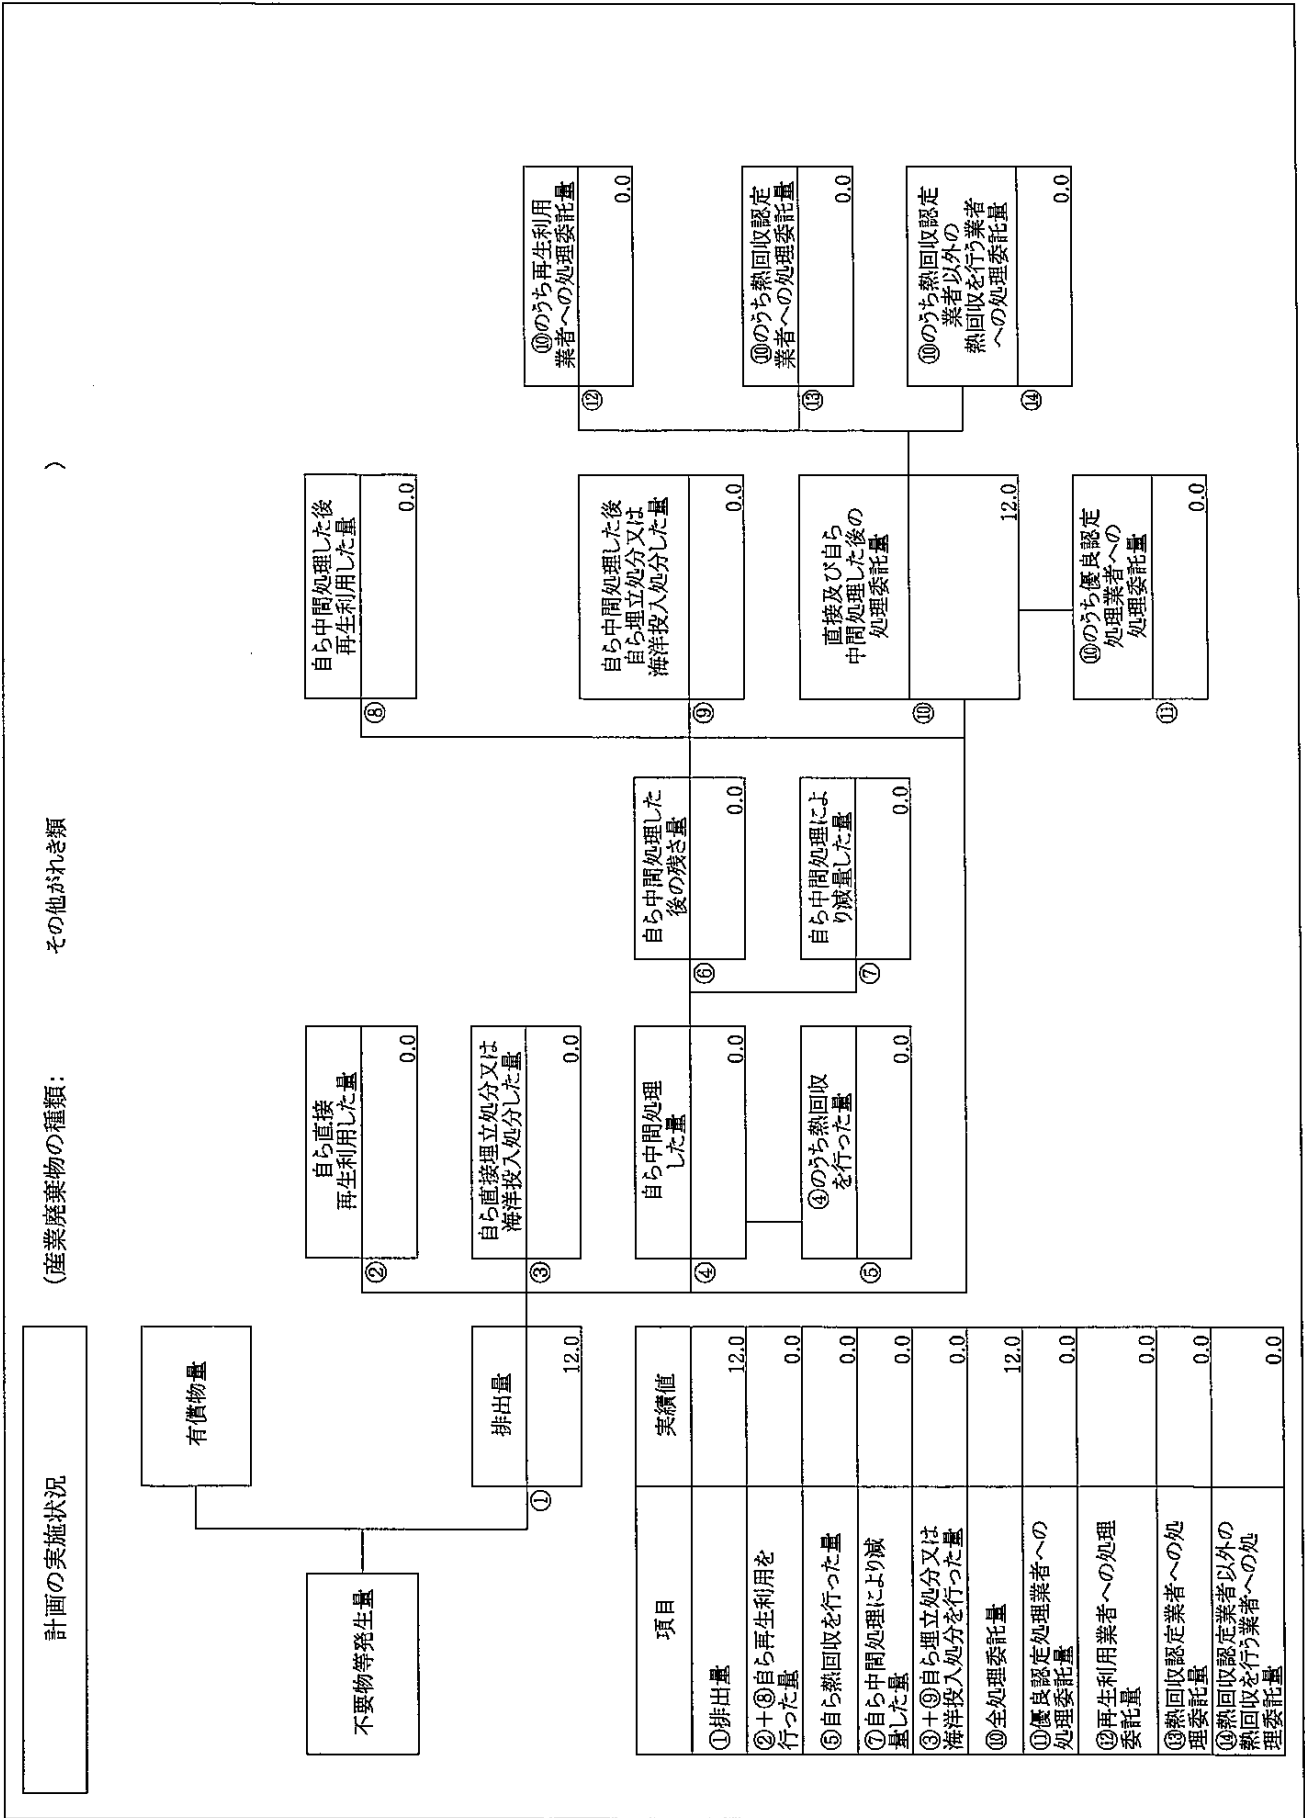 計画の実施状況
(産業廃棄物の種類:
その他がれき類
)
不要物等発生量
有償物量
①
排出量
12.0
②
自ら直接
再生利用した量
0.0
③
自ら直接埋立処分又は
海洋投入処分した量
0.0
④
自ら中間処理
した量
0.0
⑤
④のうち熱回収
を行った量
0.0
⑥
自ら中間処理した
後の残さ量
0.0
⑦
自ら中間処理によ
り減量した量
0.0
⑧
自ら中間処理した後
再生利用した量
0.0
⑨
自ら中間処理した後
自ら埋立処分又は
海洋投入処分した量
0.0
⑩
直接及び自ら
中間処理した後の
処理委託量
12.0
⑪
⑩のうち優良認定
処理業者への
処理委託量
0.0
⑫
⑩のうち再生利用
業者への処理委託量
0.0
⑬
⑩のうち熱回収認定
業者への処理委託量
0.0
⑭
⑩のうち熱回収認定
業者以外の
熱回収を行う業者
への処理委託量
0.0
項目
実績値
①排出量
12.0
②+⑧自ら再生利用を
行った量
0.0
⑤自ら熱回収を行った量
0.0
⑦自ら中間処理により減
量した量
0.0
③+⑨自ら埋立処分又は
海洋投入処分を行った量
0.0
⑩全処理委託量
12.0
⑪優良認定処理業者への
処理委託量
0.0
⑫再生利用業者への処理
委託量
0.0
⑬熱回収認定業者への処
理委託量
0.0
⑭熱回収認定業者以外の
熱回収を行う業者への処
理委託量
0.0